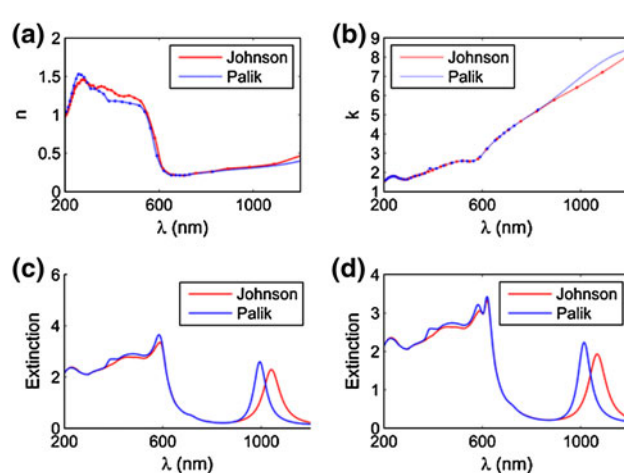 (a)
2
1.5
1
0.5
0
n
Johnson
Palik
200
600
1000
λ (nm)
(b)
9
8
7
6
5
4
3
2
1
k
Johnson
Palik
200
600
1000
λ (nm)
(c)
6
4
2
0
Extinction
Johnson
Palik
200
600
1000
λ (nm)
(d)
4
3
2
1
0
Extinction
Johnson
Palik
200
600
1000
λ (nm)